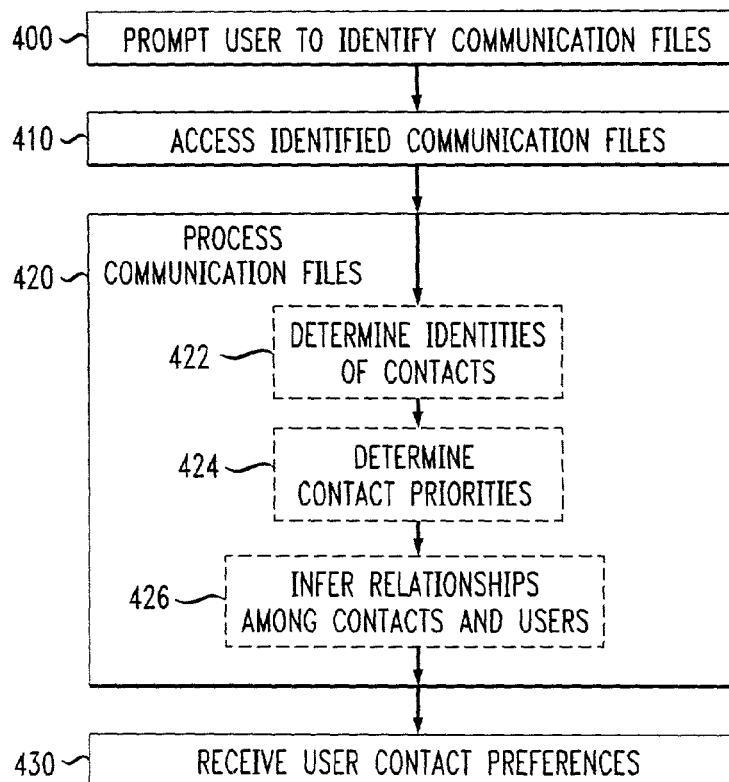 400 PROMPT USER TO IDENTIFY COMMUNICATION FILES
410 ACCESS IDENTIFIED COMMUNICATION FILES
PROCESS
420 COMMUNICATION FILES
422 DETERMINE IDENTITIES
OF CONTACTS
424 DETERMINE
CONTACT PRIORITIES
426 INFER RELATIONSHIPS
AMONG CONTACTS AND USERS
430 RECEIVE USER CONTACT PREFERENCES